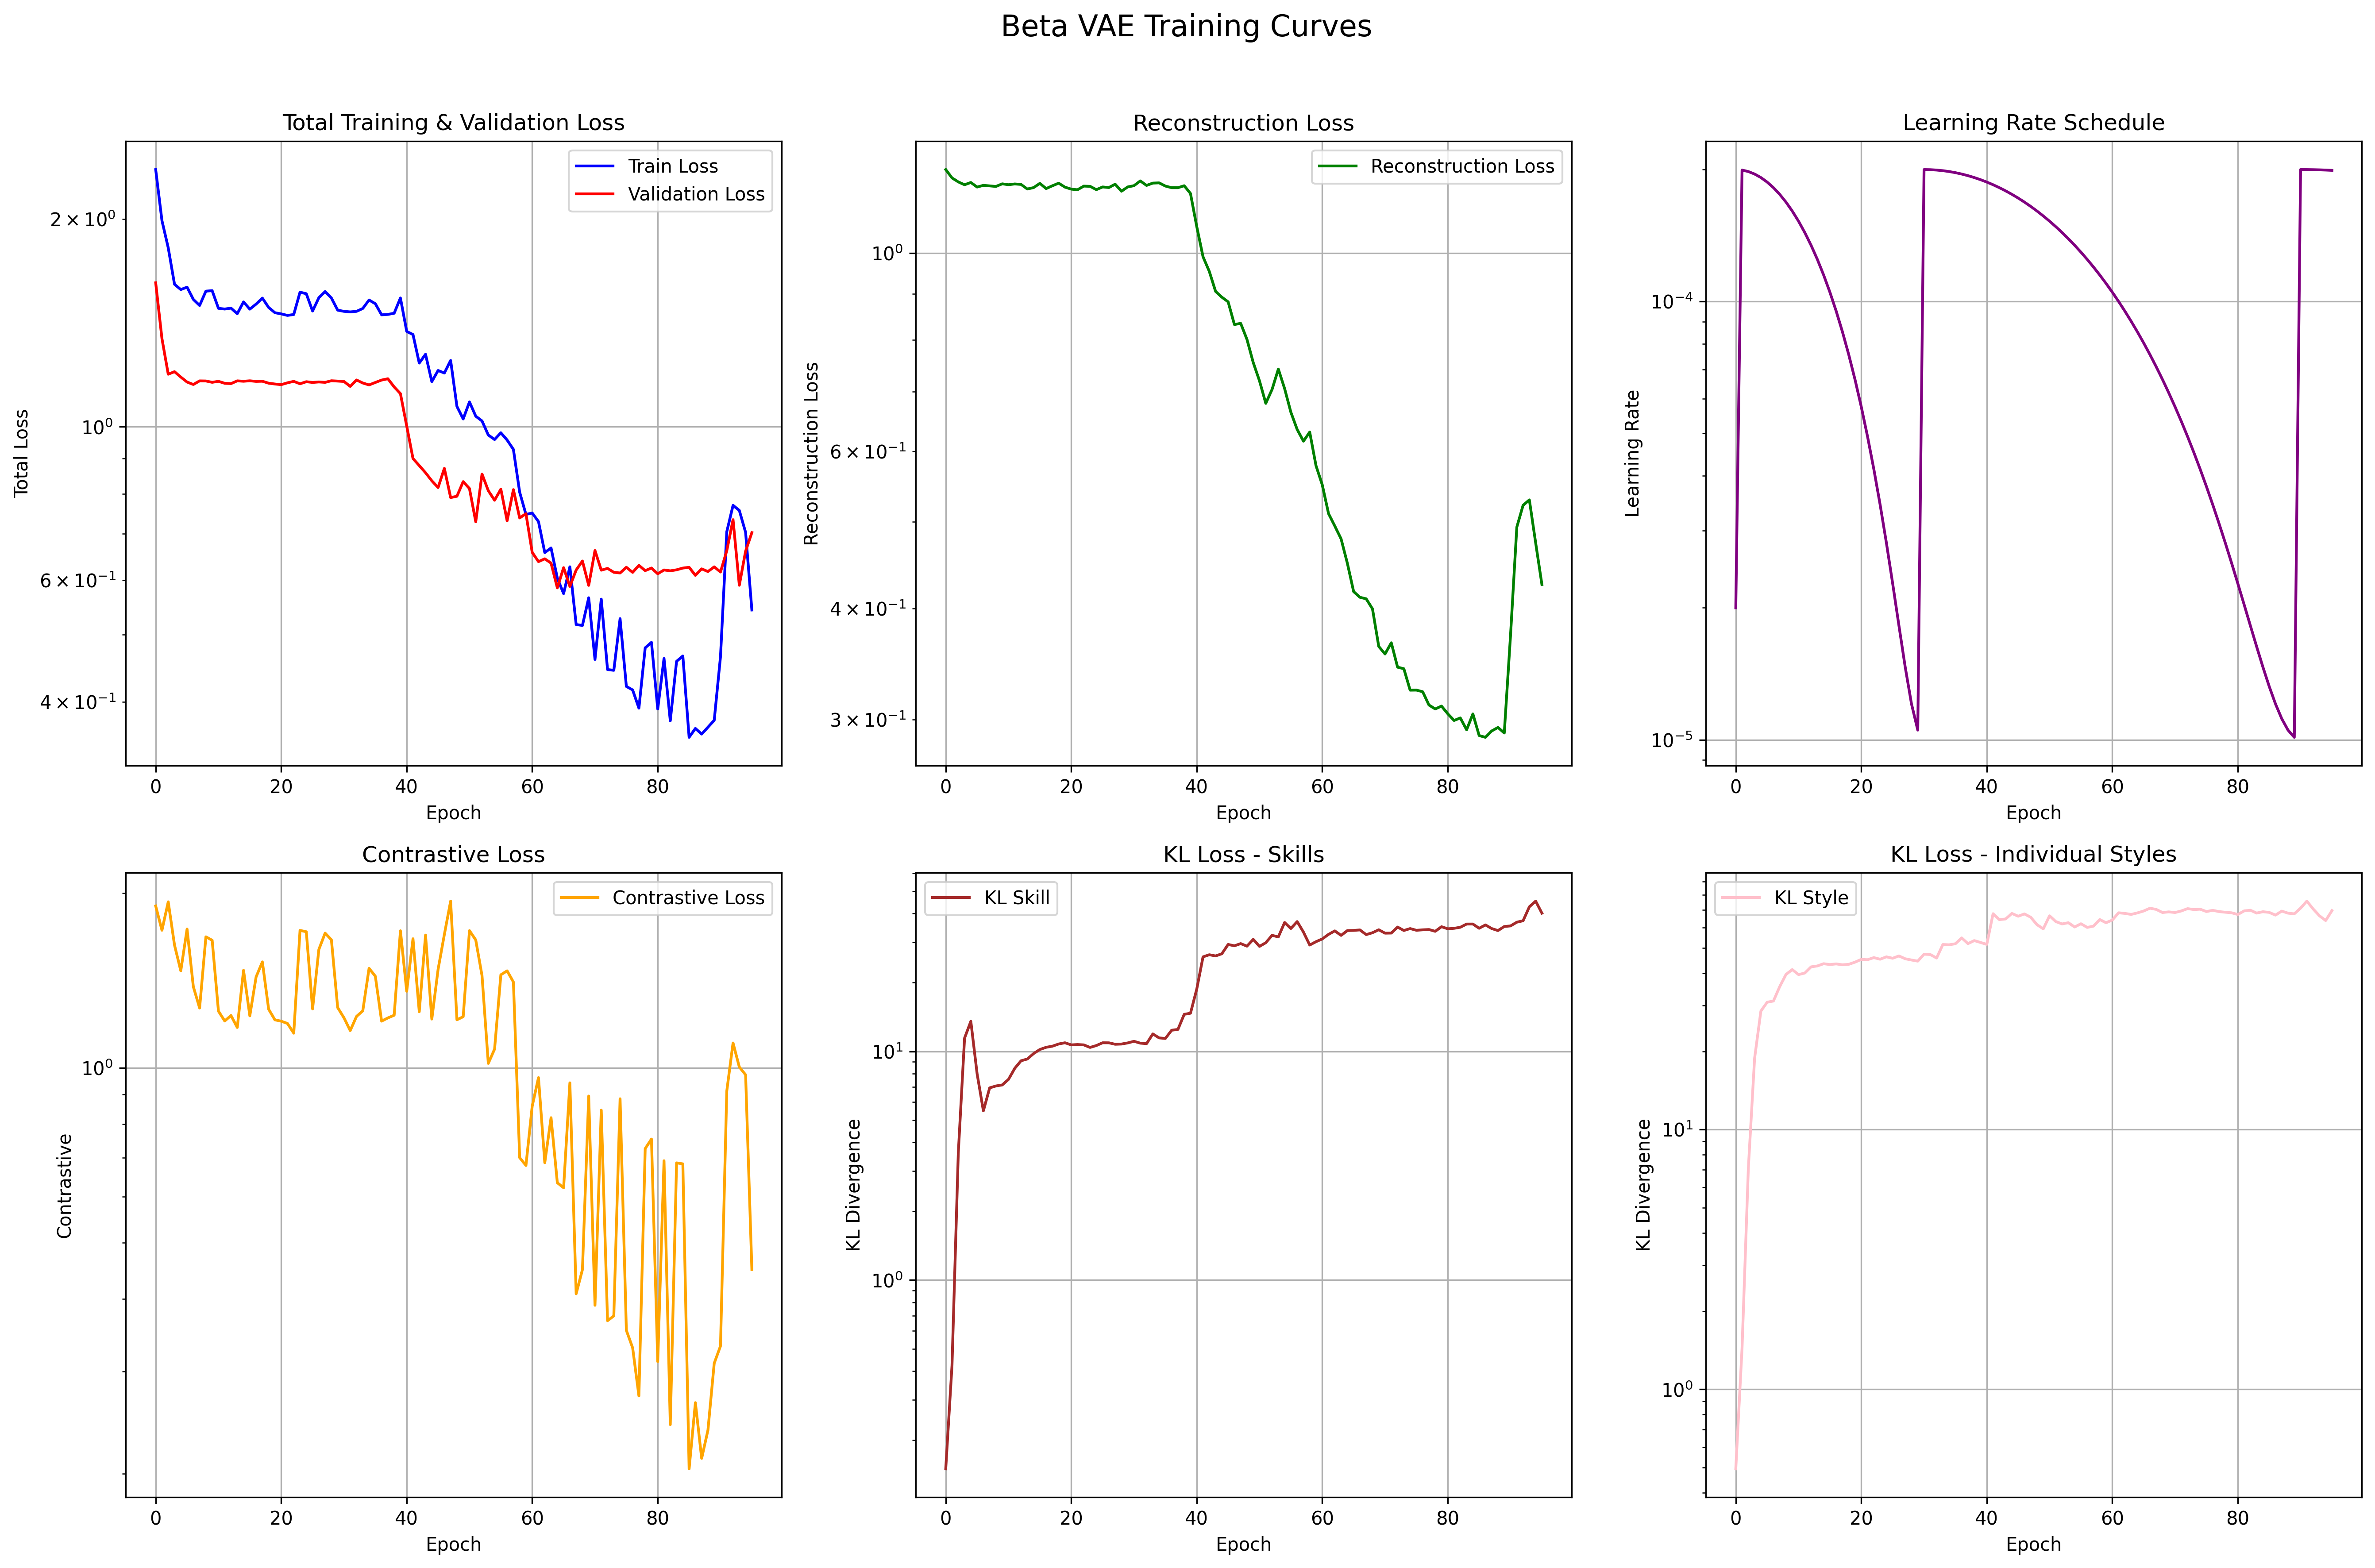 Beta VAE Training Curves
Total Training & Validation Loss
Train Loss
Validation Loss
2 × 10⁰
10⁰
6 × 10⁻¹
4 × 10⁻¹
Total Loss
0 20 40 60 80
Epoch
Reconstruction Loss
Reconstruction Loss
10⁰
6 × 10⁻¹
4 × 10⁻¹
3 × 10⁻¹
Reconstruction Loss
0 20 40 60 80
Epoch
Learning Rate Schedule
10⁻⁴
10⁻⁵
Learning Rate
0 20 40 60 80
Epoch
Contrastive Loss
Contrastive Loss
10⁰
Contrastive
0 20 40 60 80
Epoch
KL Loss - Skills
KL Skill
10¹
10⁰
KL Divergence
0 20 40 60 80
Epoch
KL Loss - Individual Styles
KL Style
10¹
10⁰
KL Divergence
0 20 40 60 80
Epoch